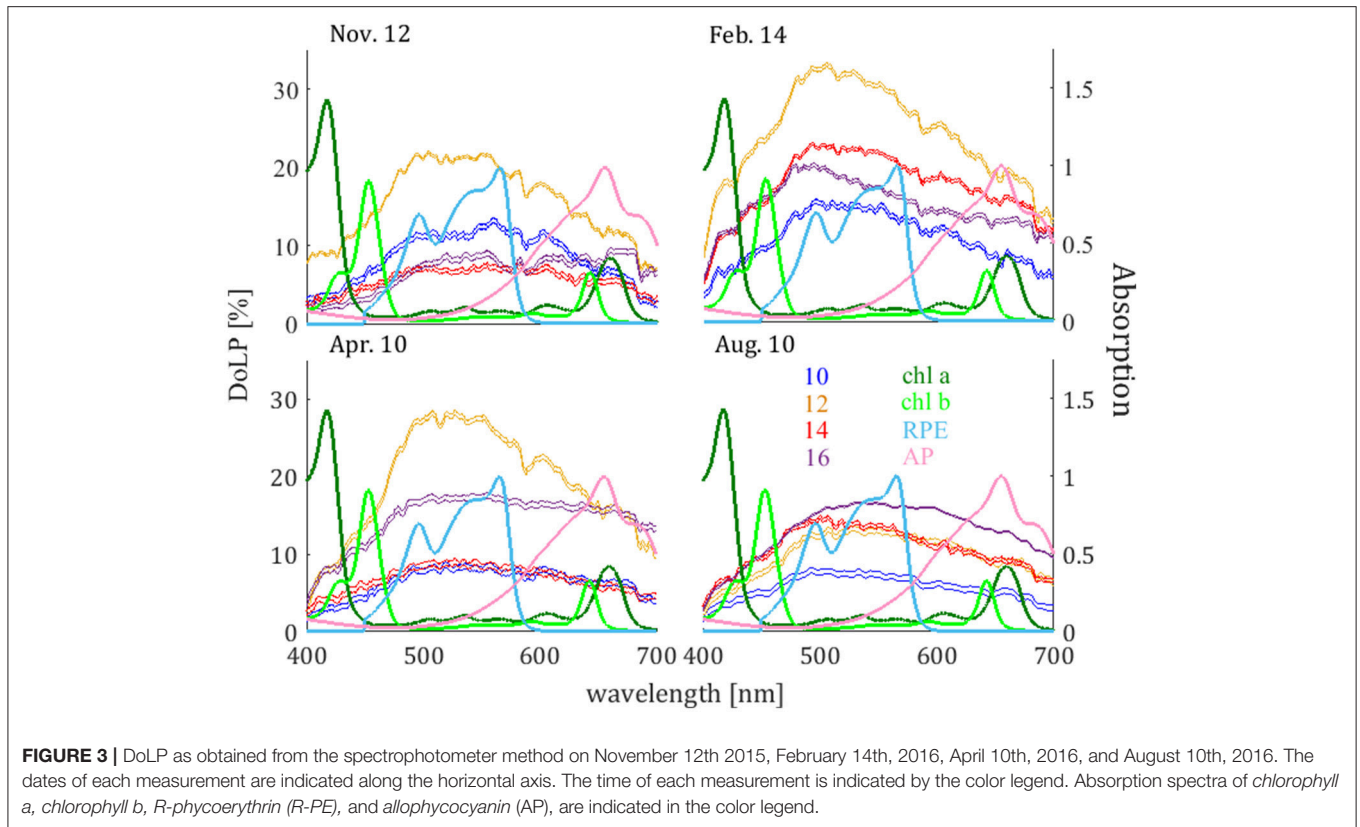 Nov. 12
Feb. 14
30
20
10
0
1.5
1
0.5
0
Apr. 10
Aug. 10
DoLP [%]
Absorption
30
20
10
0
10 chl a
12 chl b
14 RPE
16 AP
1.5
1
0.5
0
400 500 600 700 400 500 600 700
wavelength [nm]
FIGURE 3 | DoLP as obtained from the spectrophotometer method on November 12th 2015, February 14th, 2016, April 10th, 2016, and August 10th, 2016. The
dates of each measurement are indicated along the horizontal axis. The time of each measurement is indicated by the color legend. Absorption spectra of chlorophyll
a, chlorophyll b, R-phycoerythrin (R-PE), and allophycocyanin (AP), are indicated in the color legend.